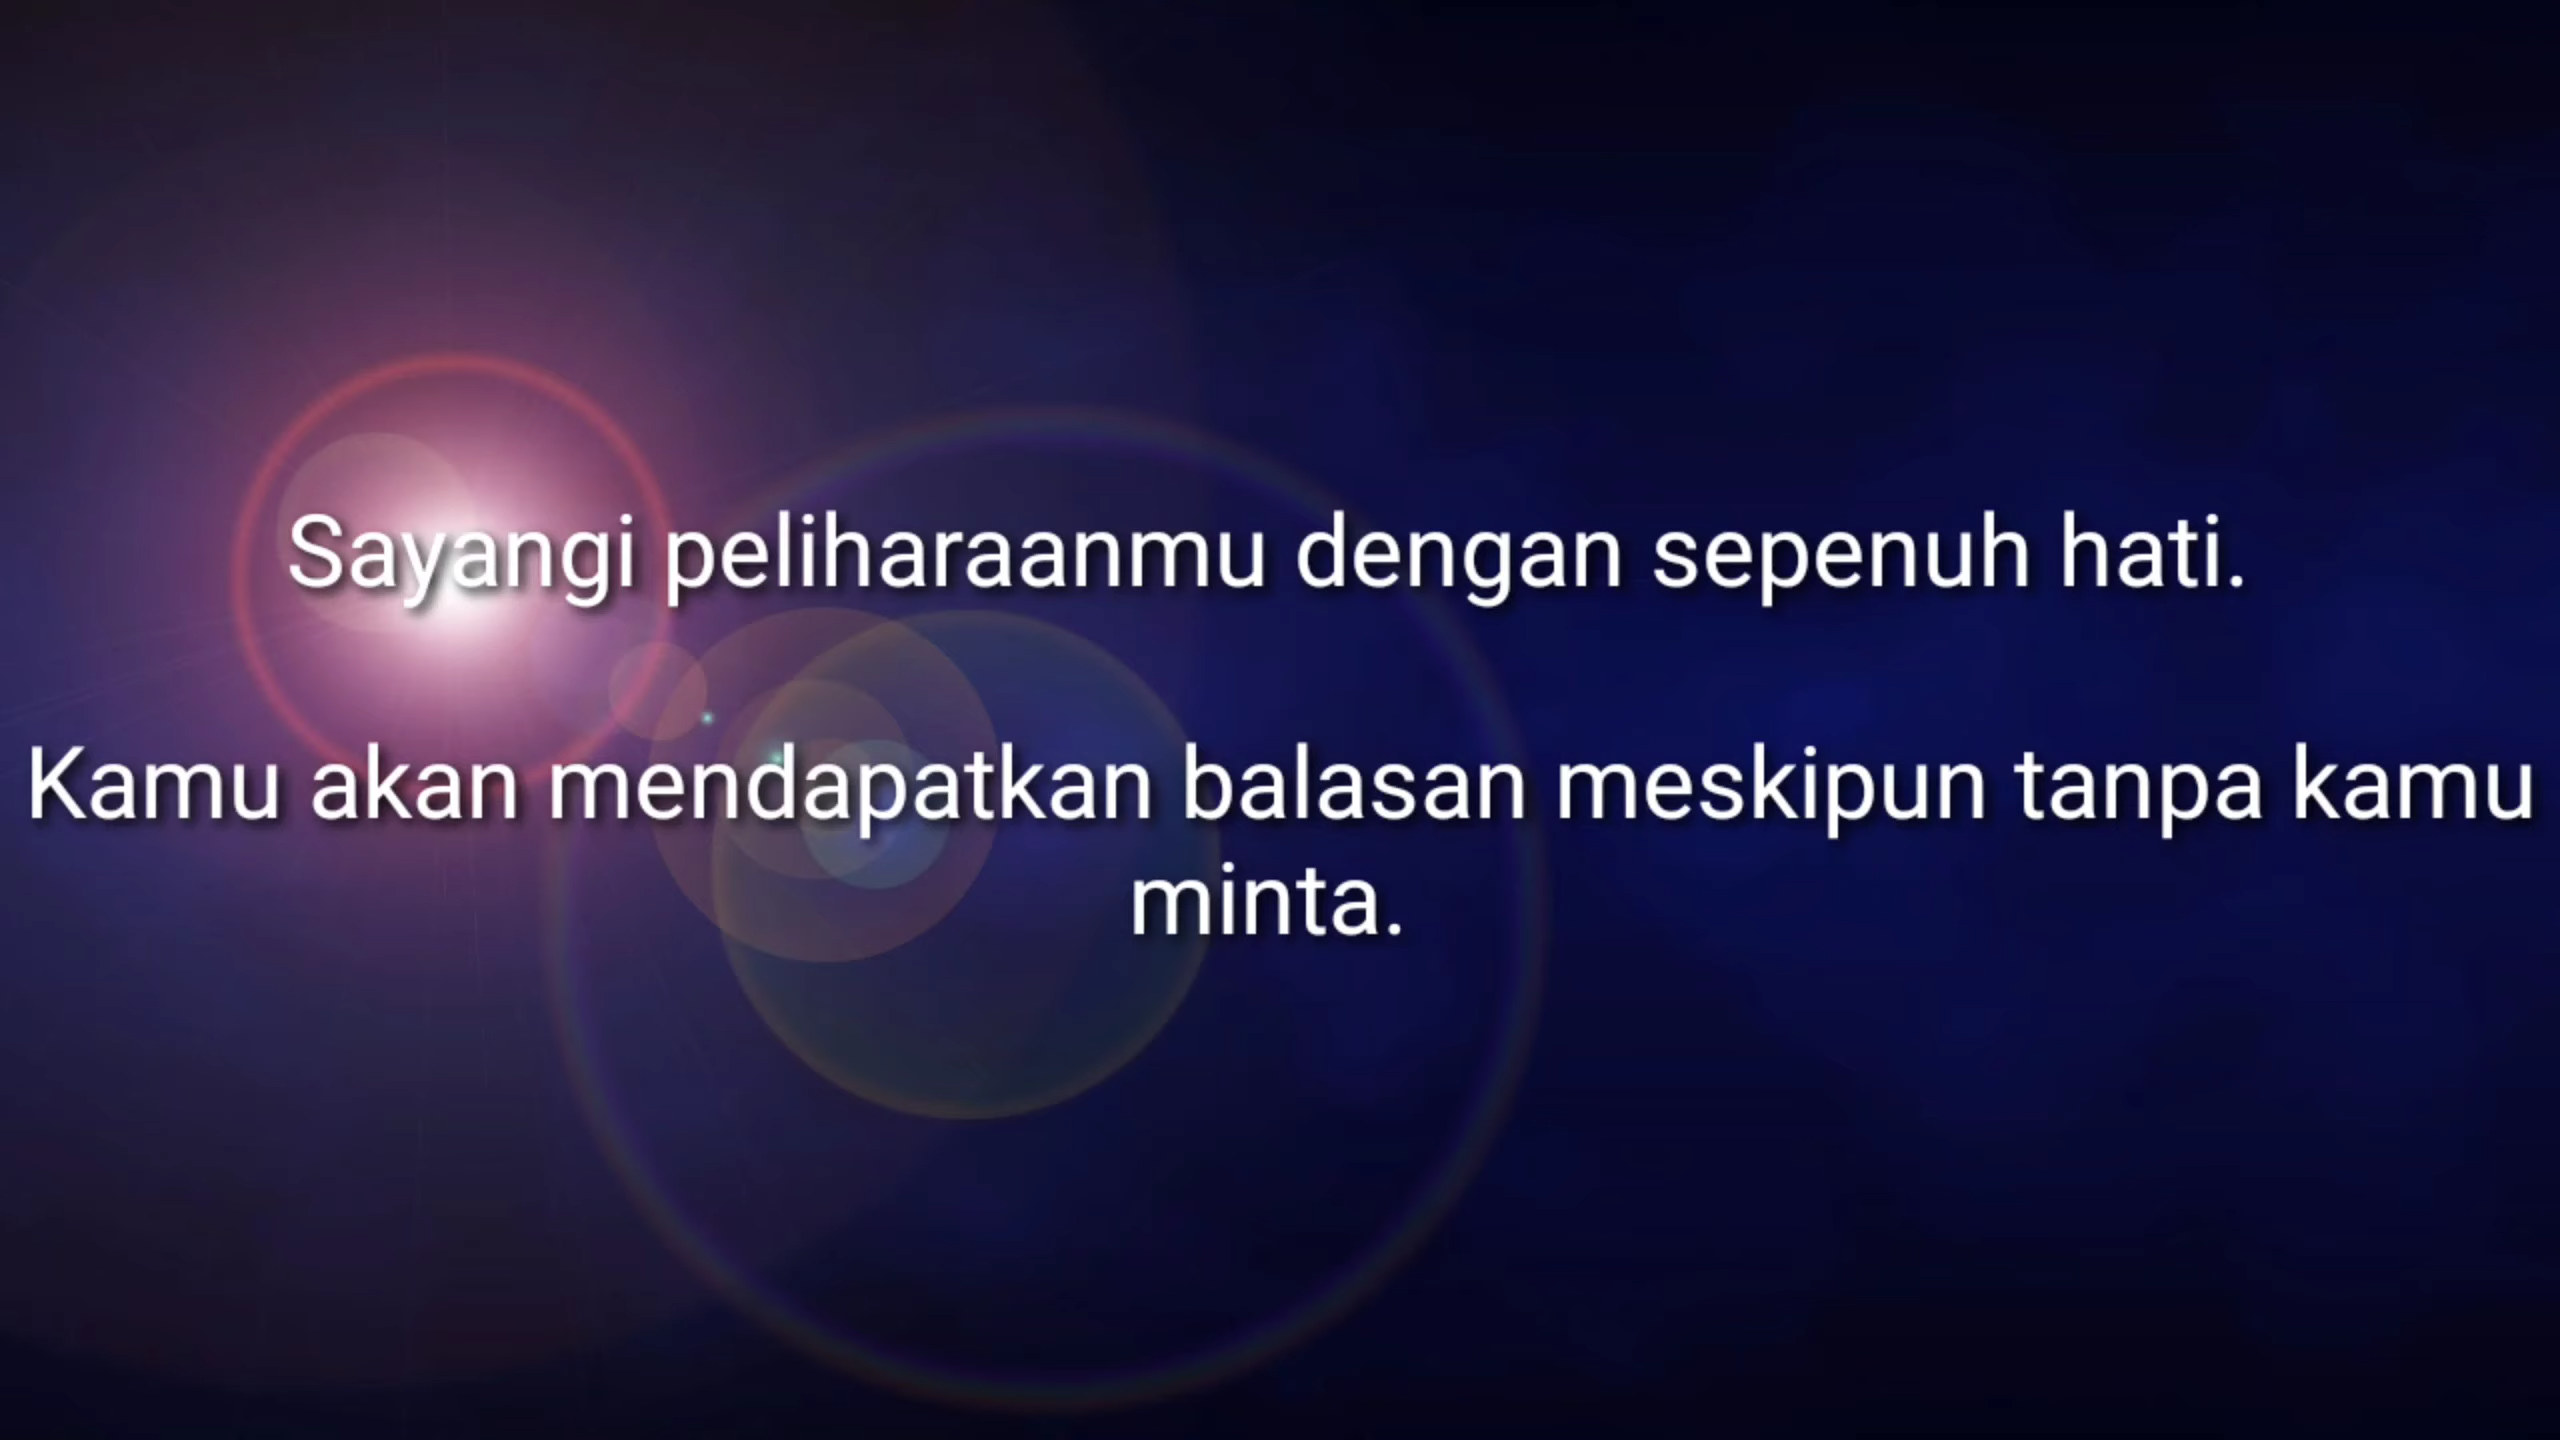 Sayangi peliharaanmu dengan sepenuh hati.
Kamu akan mendapatkan balasan meskipun tanpa kamu
minta.